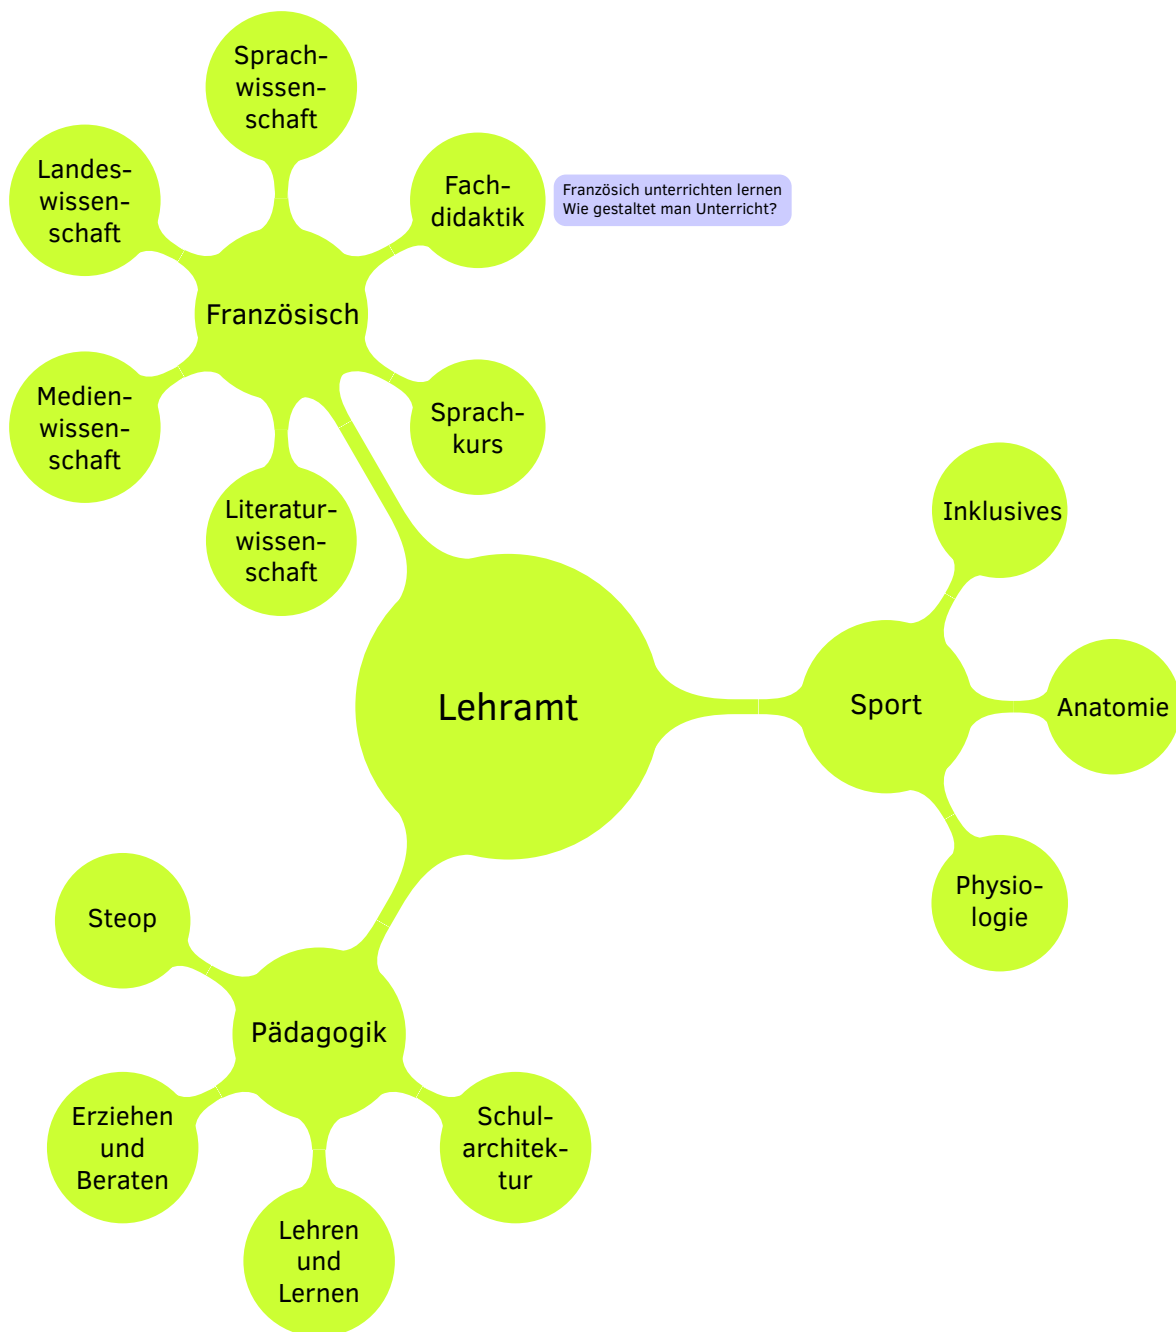 Sprach-
wissen-
schaft
Landes-
wissen-
schaft
Fach-
didaktik
Französich unterrichten lernen
Wie gestaltet man Unterricht?
Französisch
Medien-
wissen-
schaft
Sprach-
kurs
Literatur-
wissen-
schaft
Inklusives
Lehramt
Sport
Anatomie
Physio-
logie
Steop
Pädagogik
Erziehen
und
Beraten
Schul-
architek-
tur
Lehren
und
Lernen